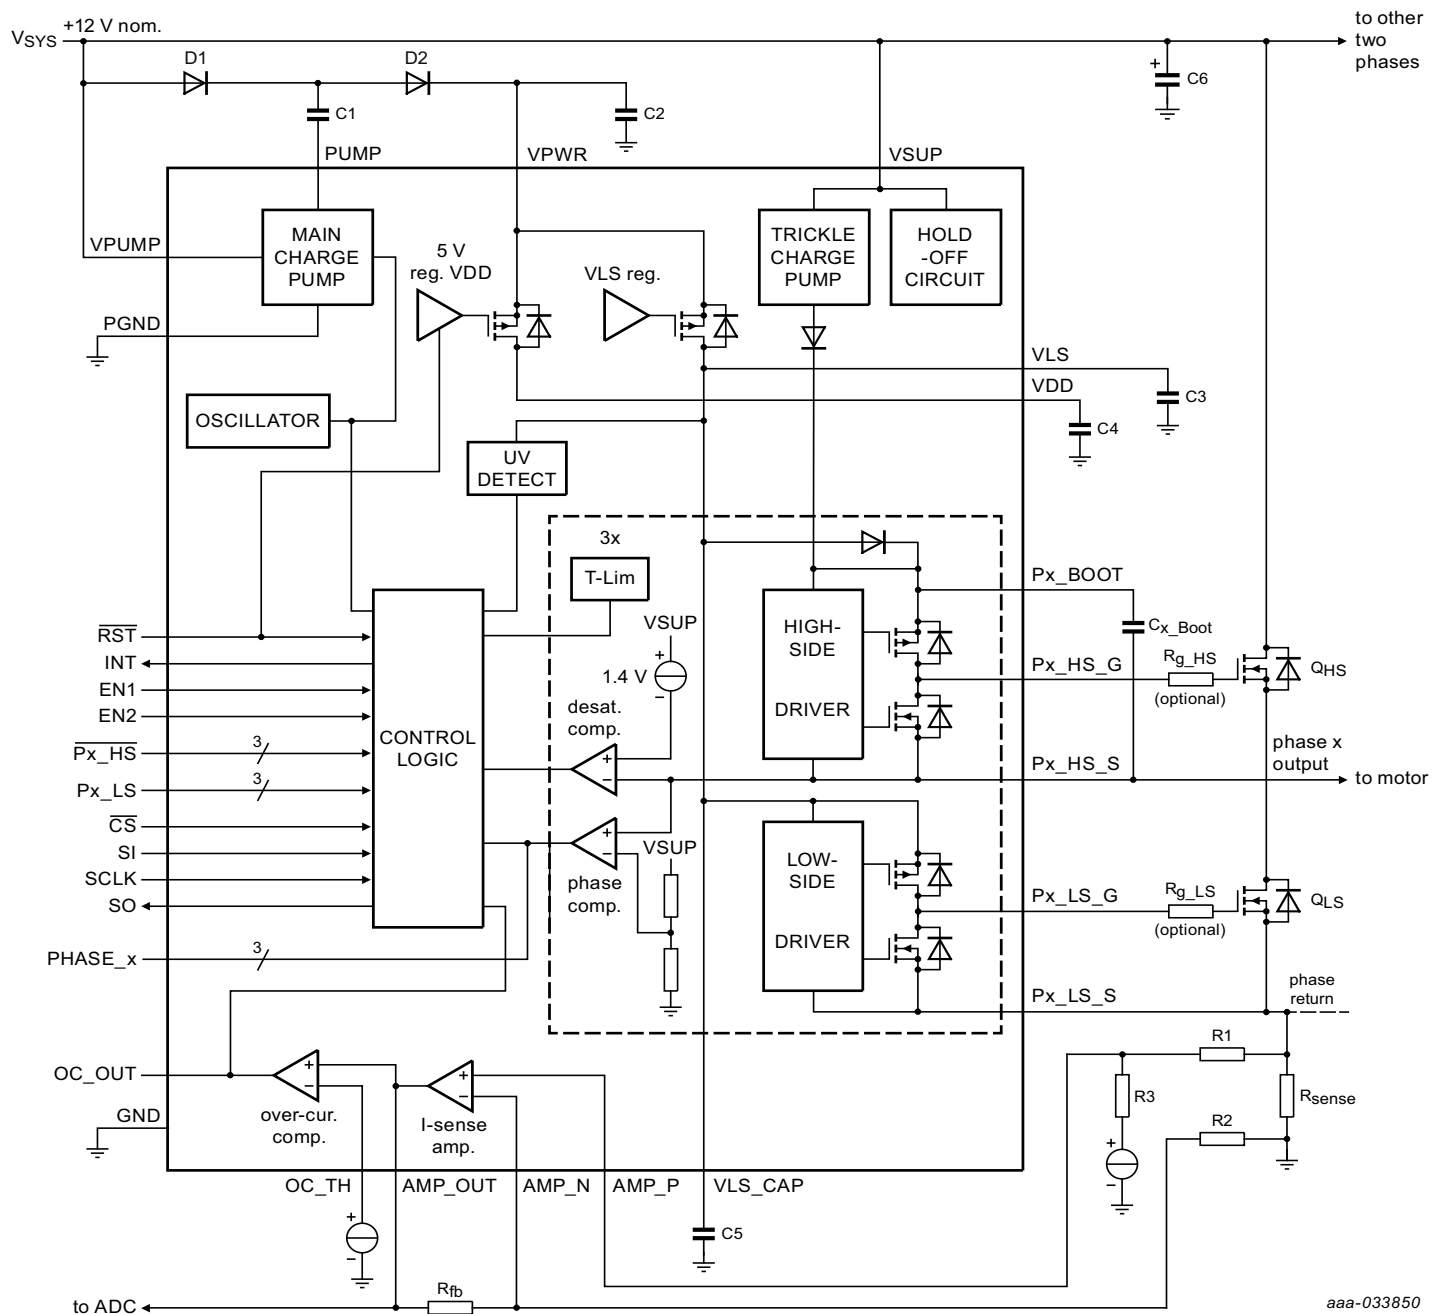 VSYS
+12 V nom.
to other
two
phases
D1
D2
C1
C2
C6
PUMP
VPWR
VSUP
MAIN
CHARGE
PUMP
VPUMP
5 V
reg. VDD
VLS reg.
TRICKLE
CHARGE
PUMP
HOLD
-OFF
CIRCUIT
PGND
VLS
VDD
C3
C4
OSCILLATOR
UV
DETECT
3x
T-Lim
Px_BOOT
Cx_Boot
VSUP
+
1.4 V
−
desat.
comp.
+
−
HIGH-
SIDE
DRIVER
Px_HS_G
Rg_HS
(optional)
QHS
Px_HS_S
phase x
output
to motor
RST
INT
EN1
EN2
Px_HS
3
Px_LS
3
CS
SI
SCLK
SO
PHASE_x
3
CONTROL
LOGIC
+
−
phase
comp.
VSUP
LOW-
SIDE
DRIVER
Px_LS_G
Rg_LS
(optional)
QLS
Px_LS_S
phase
return
R1
R3
Rsense
R2
+
−
OC_OUT
GND
+
−
over-cur.
comp.
+
−
I-sense
amp.
OC_TH
AMP_OUT
AMP_N
AMP_P
VLS_CAP
+
−
C5
Rfb
to ADC
aaa-033850
+